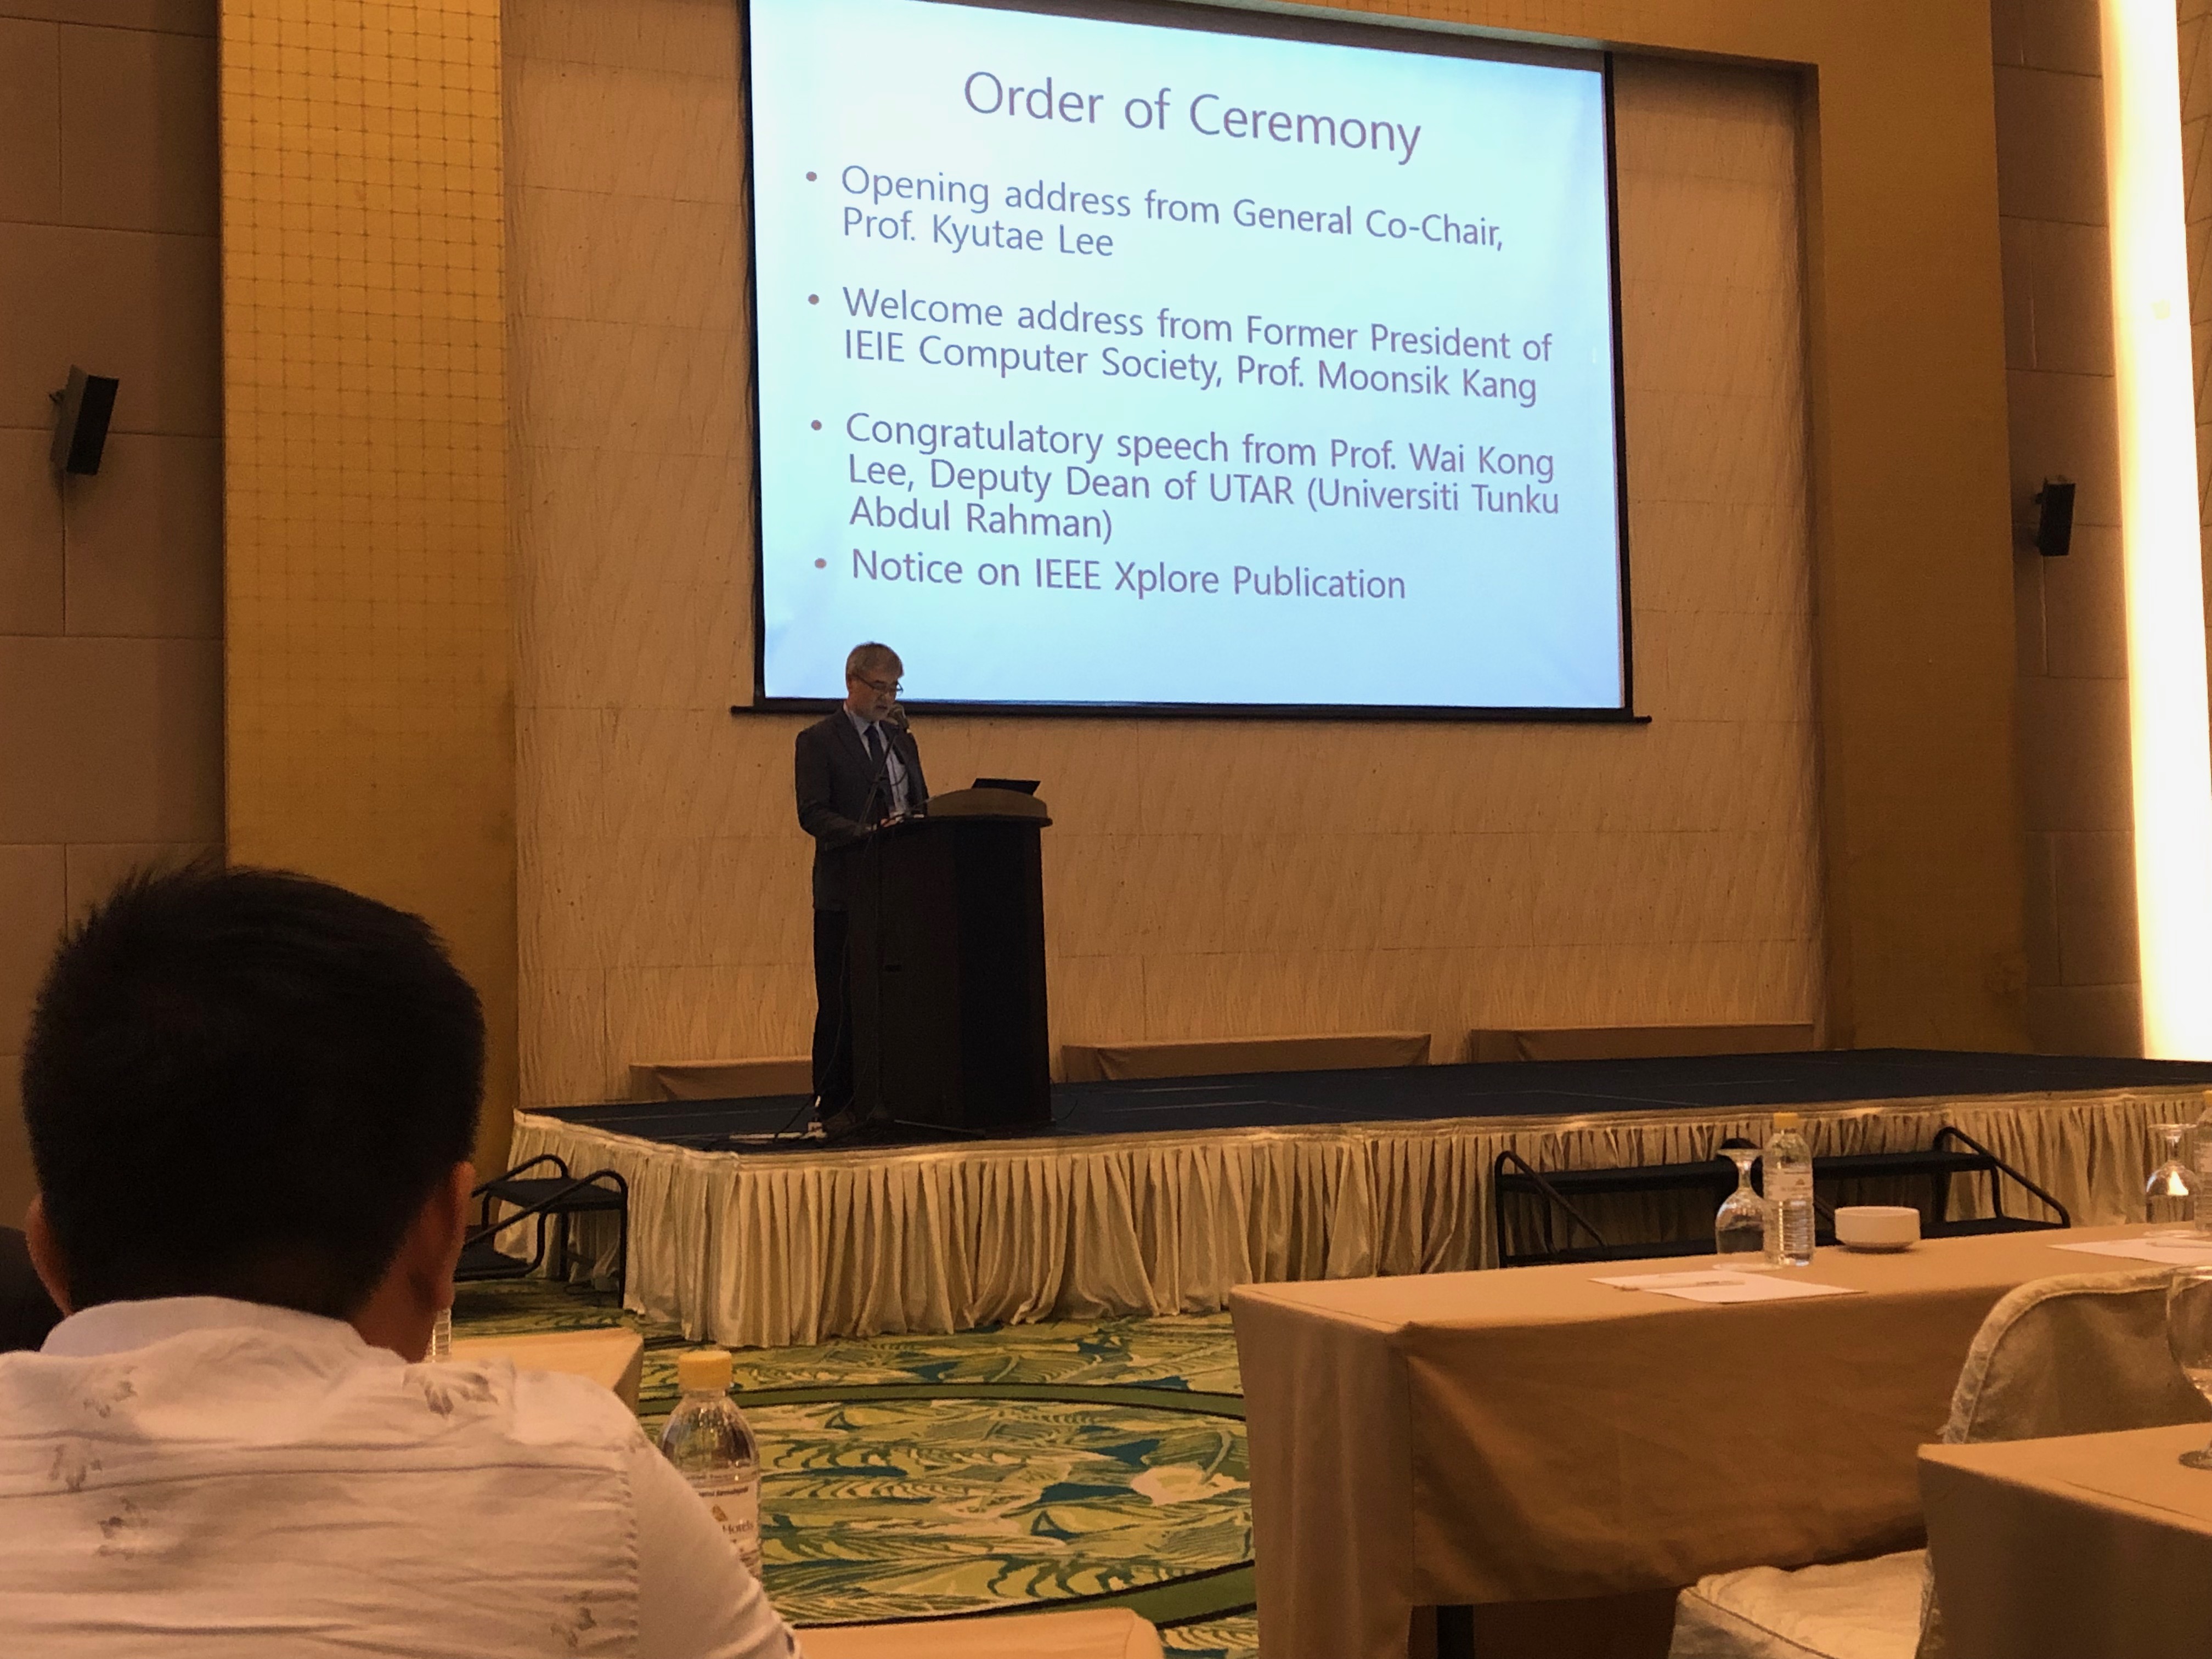 Order of Ceremony
• Opening address from General Co-Chair,
Prof. Kyutae Lee
• Welcome address from Former President of
IEIE Computer Society, Prof. Moonsik Kang
• Congratulatory speech from Prof. Wai Kong
Lee, Deputy Dean of UTAR (Universiti Tunku
Abdul Rahman)
• Notice on IEEE Xplore Publication
Hotels